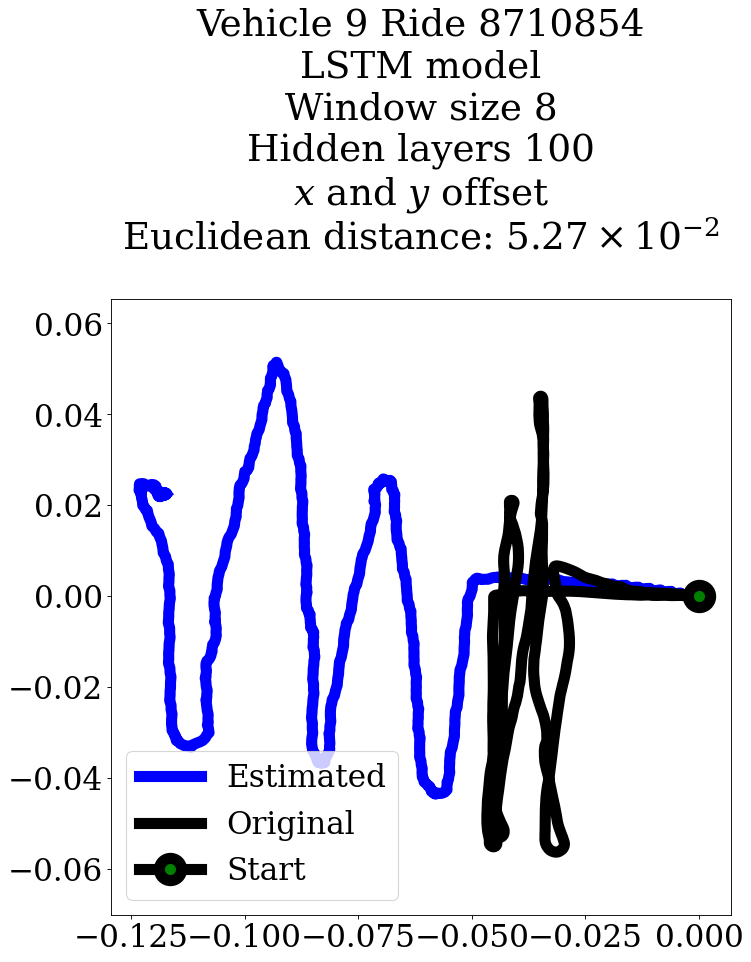 Vehicle 9 Ride 8710854
LSTM model
Window size 8
Hidden layers 100
x and y offset
Euclidean distance: 5.27 × 10⁻²
0.06
0.04
0.02
0.00
−0.02
−0.04
−0.06
Estimated
Original
Start
−0.125 −0.100 −0.075 −0.050 −0.025 0.000